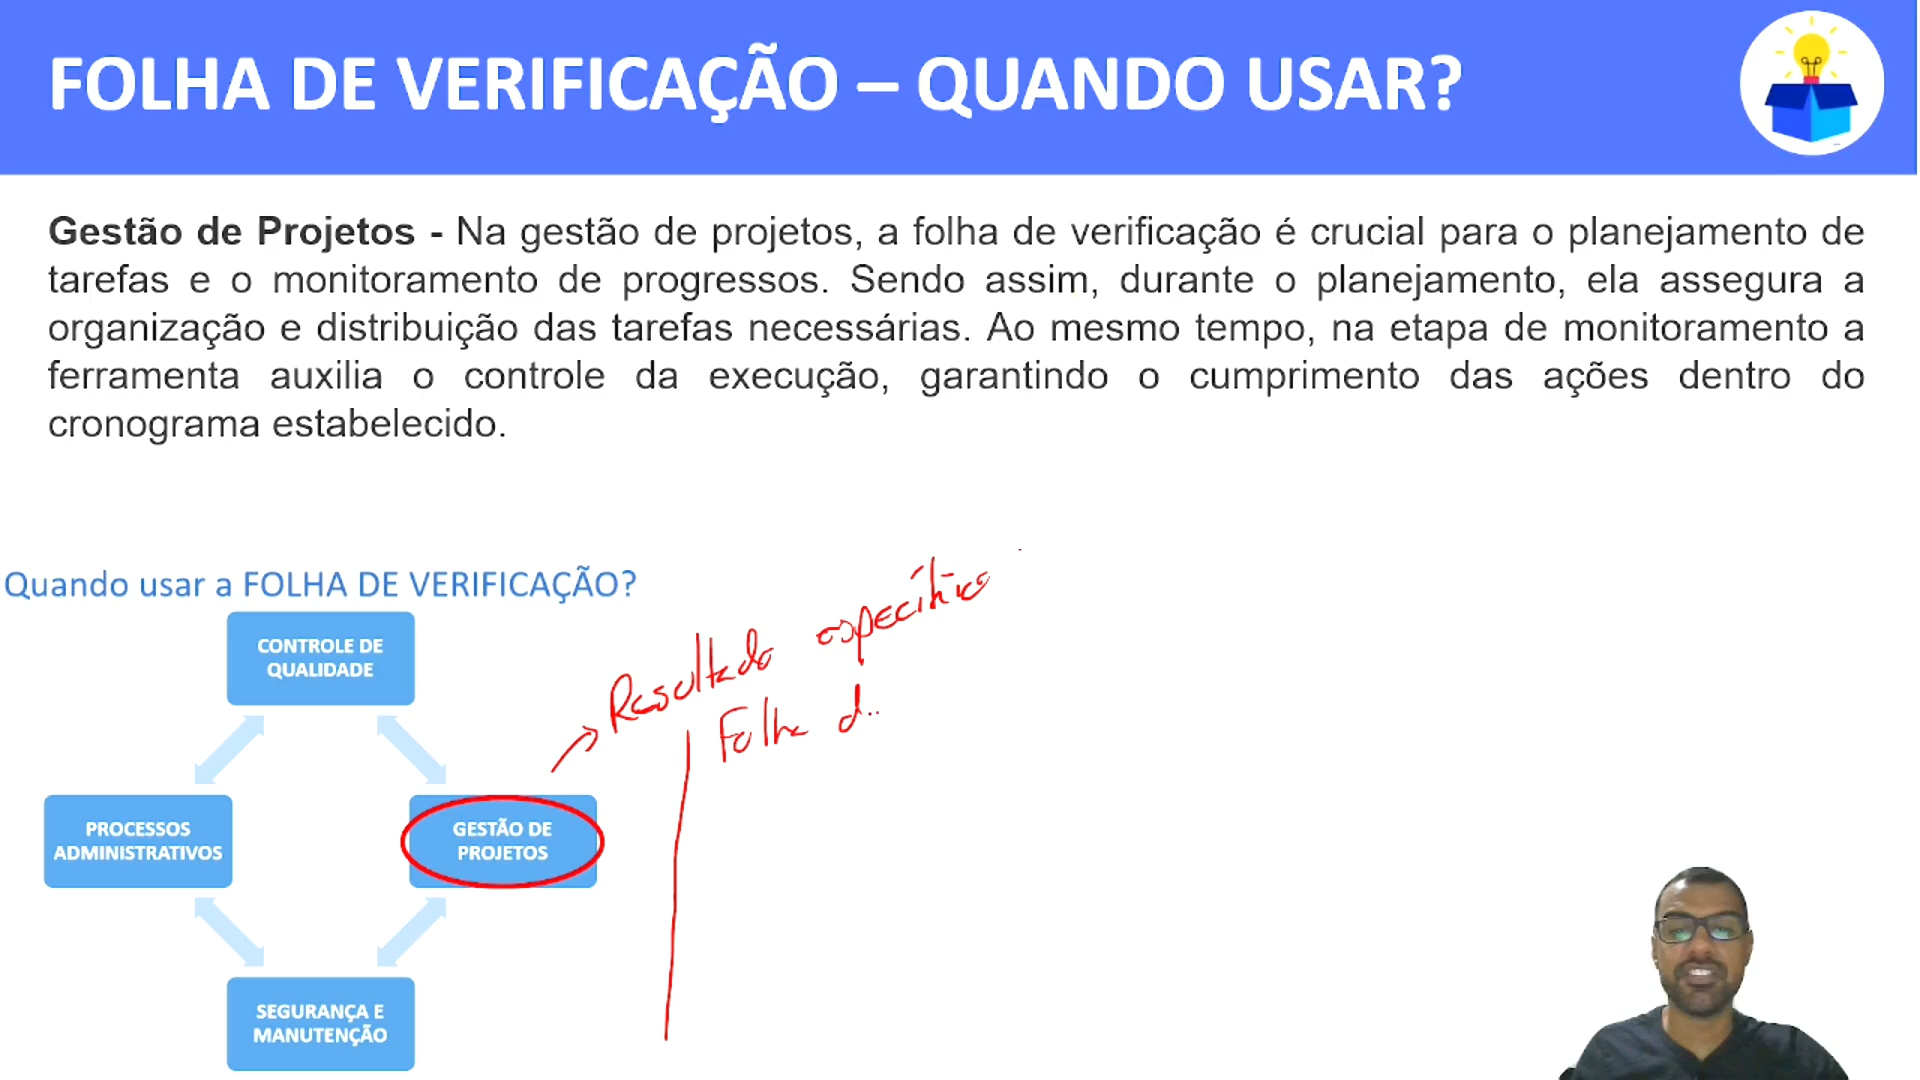 FOLHA DE VERIFICAÇÃO – QUANDO USAR?
Gestão de Projetos - Na gestão de projetos, a folha de verificação é crucial para o planejamento de
tarefas e o monitoramento de progressos. Sendo assim, durante o planejamento, ela assegura a
organização e distribuição das tarefas necessárias. Ao mesmo tempo, na etapa de monitoramento a
ferramenta auxilia o controle da execução, garantindo o cumprimento das ações dentro do
cronograma estabelecido.
Quando usar a FOLHA DE VERIFICAÇÃO?
CONTROLE DE
QUALIDADE
PROCESSOS
ADMINISTRATIVOS
GESTÃO DE
PROJETOS
SEGURANÇA E
MANUTENÇÃO
Resultado específico
Folha d..